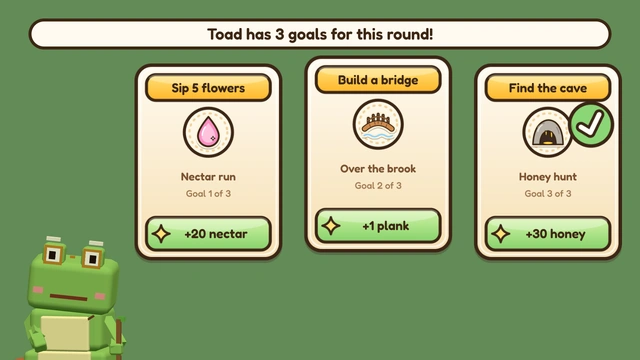 Toad has 3 goals for this round!
Sip 5 flowers
Nectar run
Goal 1 of 3
+20 nectar
Build a bridge
Over the brook
Goal 2 of 3
+1 plank
Find the cave
Honey hunt
Goal 3 of 3
+30 honey